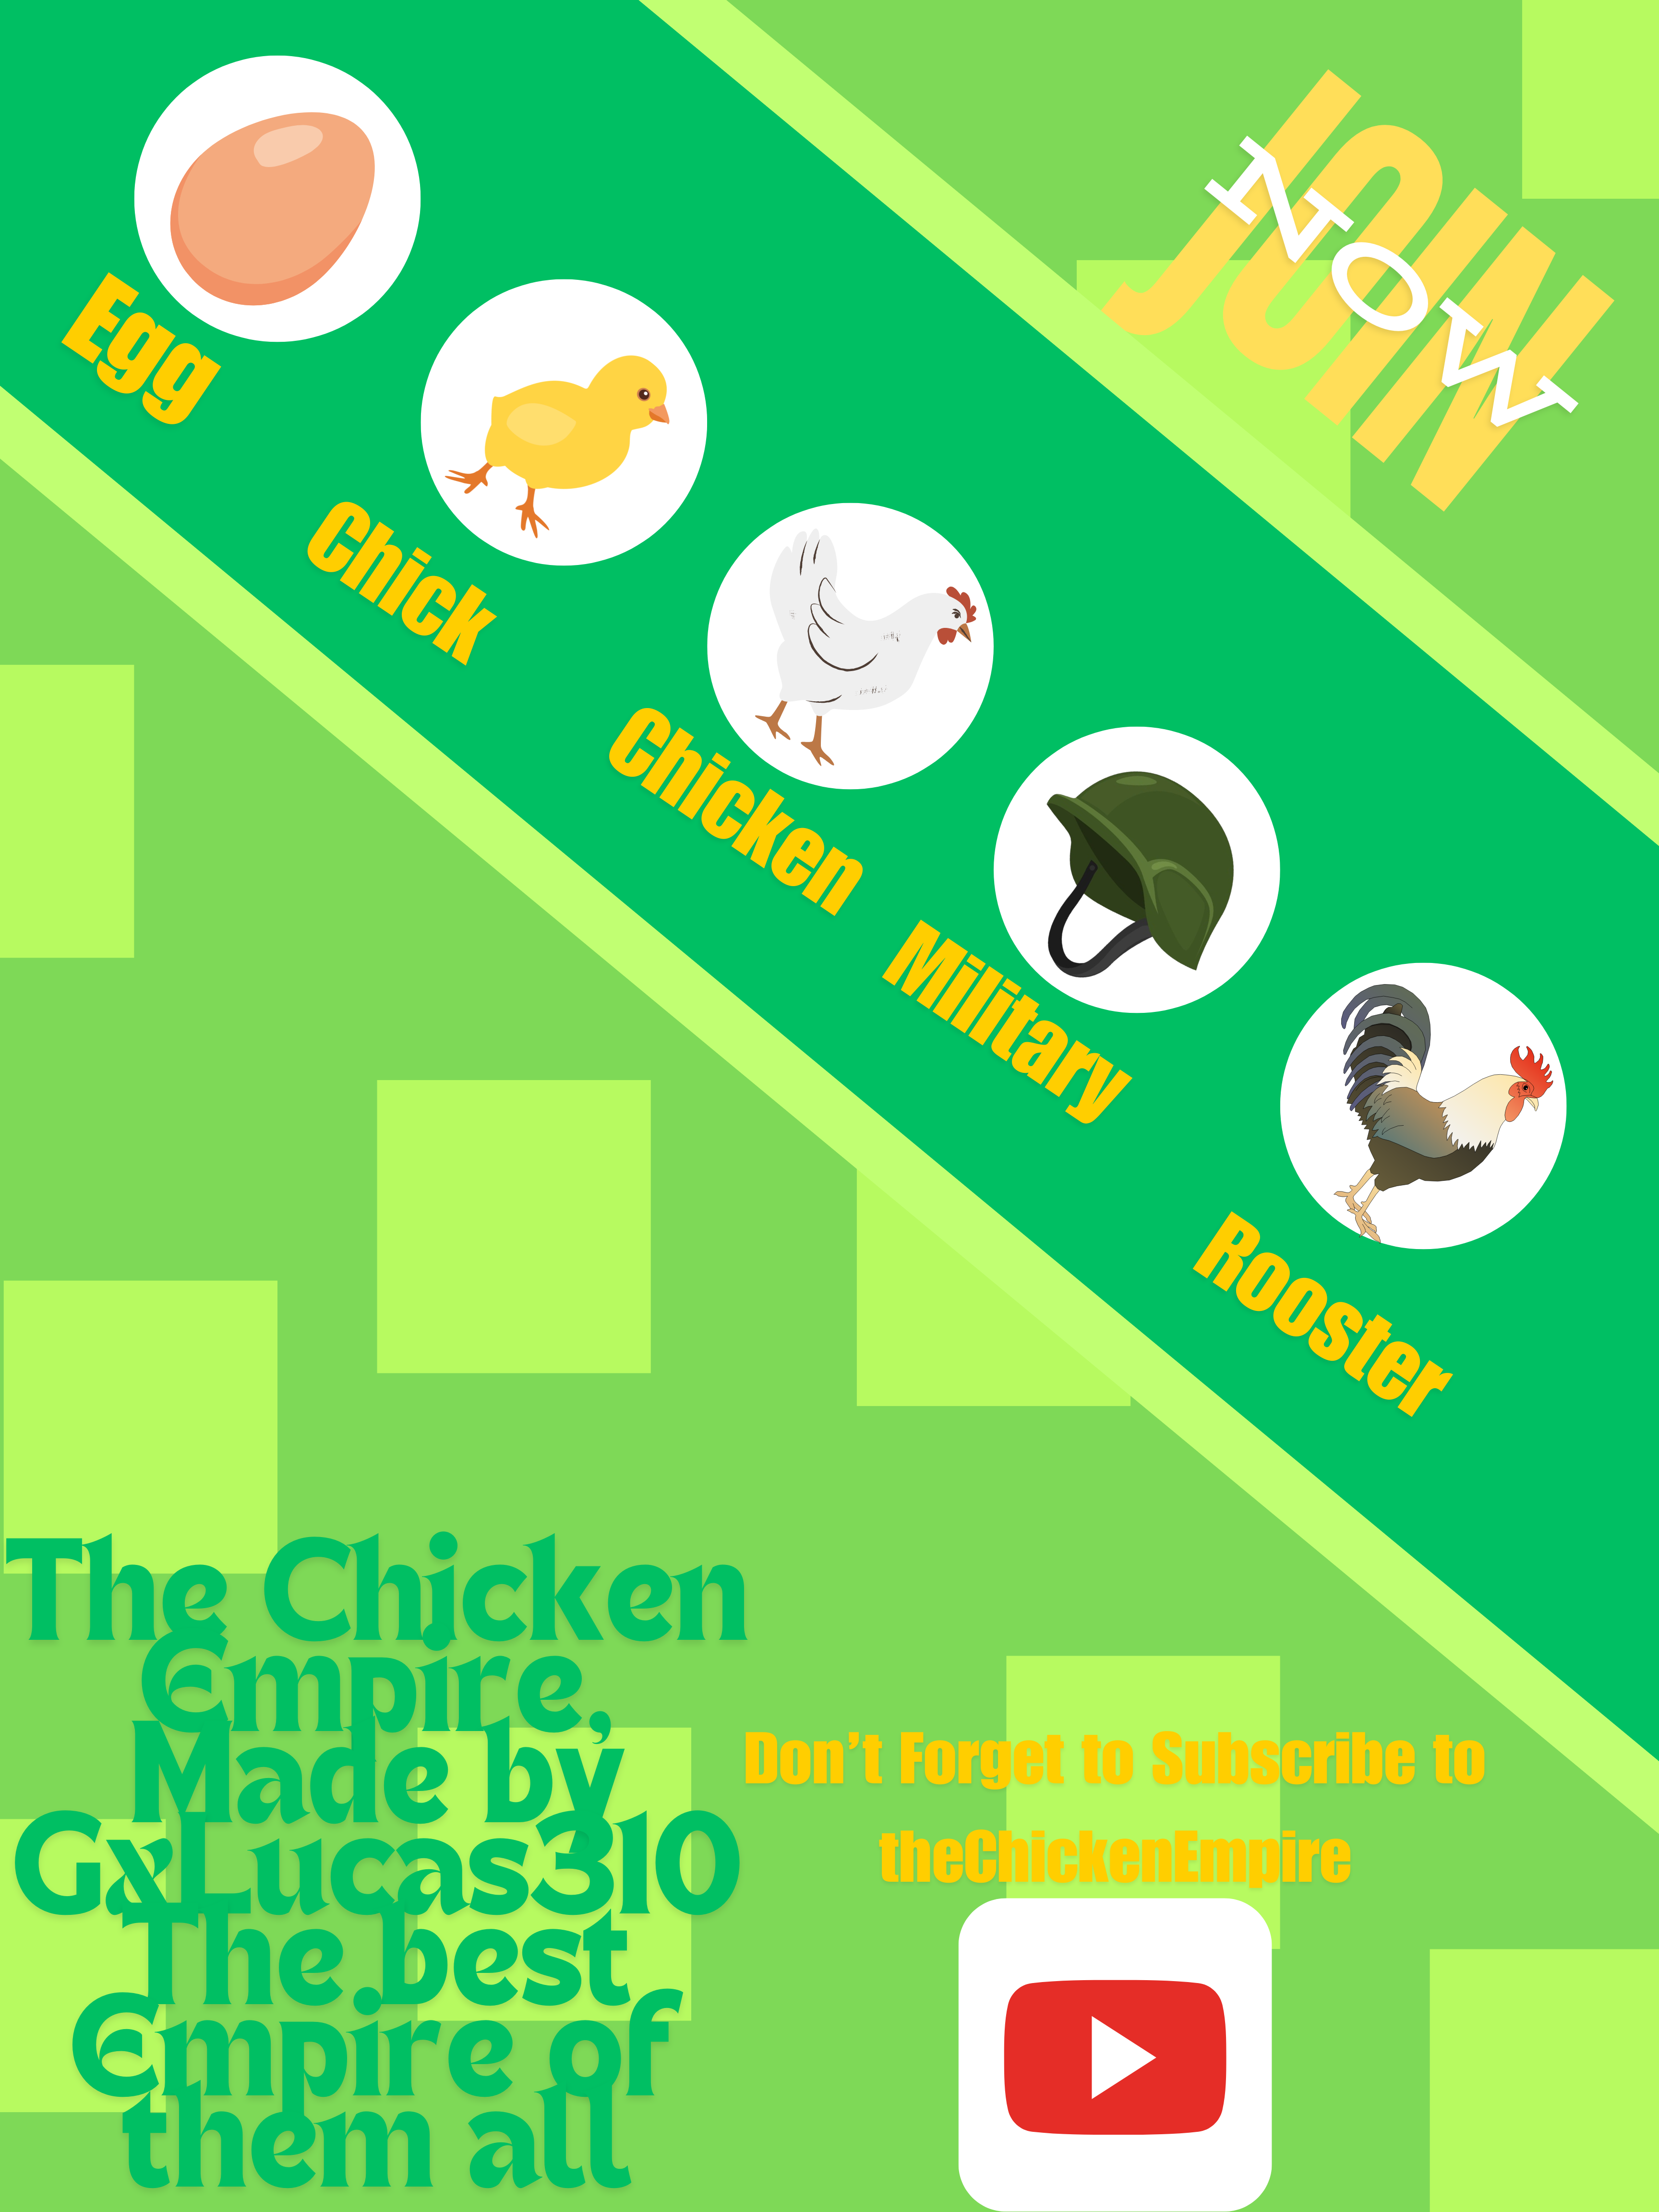 JOIN
NOW
Egg
Chick
Chicken
Military
Rooster
The Chicken
Empire,
Made by
GxLucas310
The best
Empire of
them all
Don't Forget to Subscribe to
theChickenEmpire